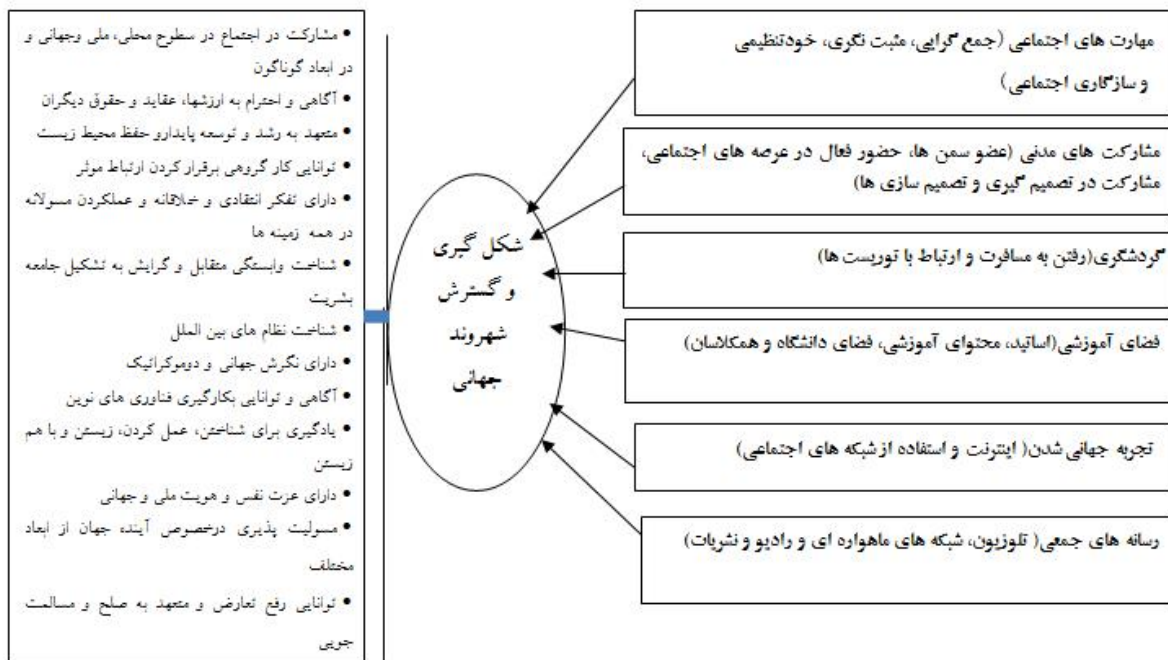 مهارت های اجتماعی (جمع گرایی، مثبت نگری، خودتنظیمی
و سازگاری اجتماعی)
مشارکت های مدنی (عضو سمن ها، حضور فعال در عرصه های اجتماعی،
مشارکت در تصمیم گیری و تصمیم سازی ها)
گردشگری(رفتن به مسافرت و ارتباط با توریست ها)
فضای آموزشی(اساتید، محتوای آموزشی، فضای دانشگاه و همکلاسان)
تجربه جهانی شدن( اینترنت و استفاده از شبکه های اجتماعی)
رسانه های جمعی( تلوزیون، شبکه های ماهواره ای و رادیو و نشریات)
شکل گیری
و گسترش
شهروند
جهانی
• مشارکت در اجتماع در سطوح محلی، ملی وجهانی و
در ابعاد گوناگون
• آگاهی و احترام به ارزشها، عقاید و حقوق دیگران
• متعهد به رشد و توسعه پایدارو حفظ محیط زیست
• توانایی کار گروهی برقرار کردن ارتباط موثر
• دارای تفکر انتقادی و خلاقانه و عملکردن مسولانه
در همه زمینه ها
• شناخت وابستگی متقابل و گرایش به تشکیل جامعه
بشریت
• شناخت نظام های بین الملل
• دارای نگرش جهانی و دوموکراتیک
• آگاهی و توانایی بکارگیری فناوری های نوین
• یادگیری برای شناختن، عمل کردن، زیستن و با هم
زیستن
• دارای عزت نفس و هویت ملی و جهانی
• مسولیت پذیری درخصوص آینده جهان از ابعاد
مختلف
• توانایی رفع تعارض و متعهد به صلح و مسالمت
جویی